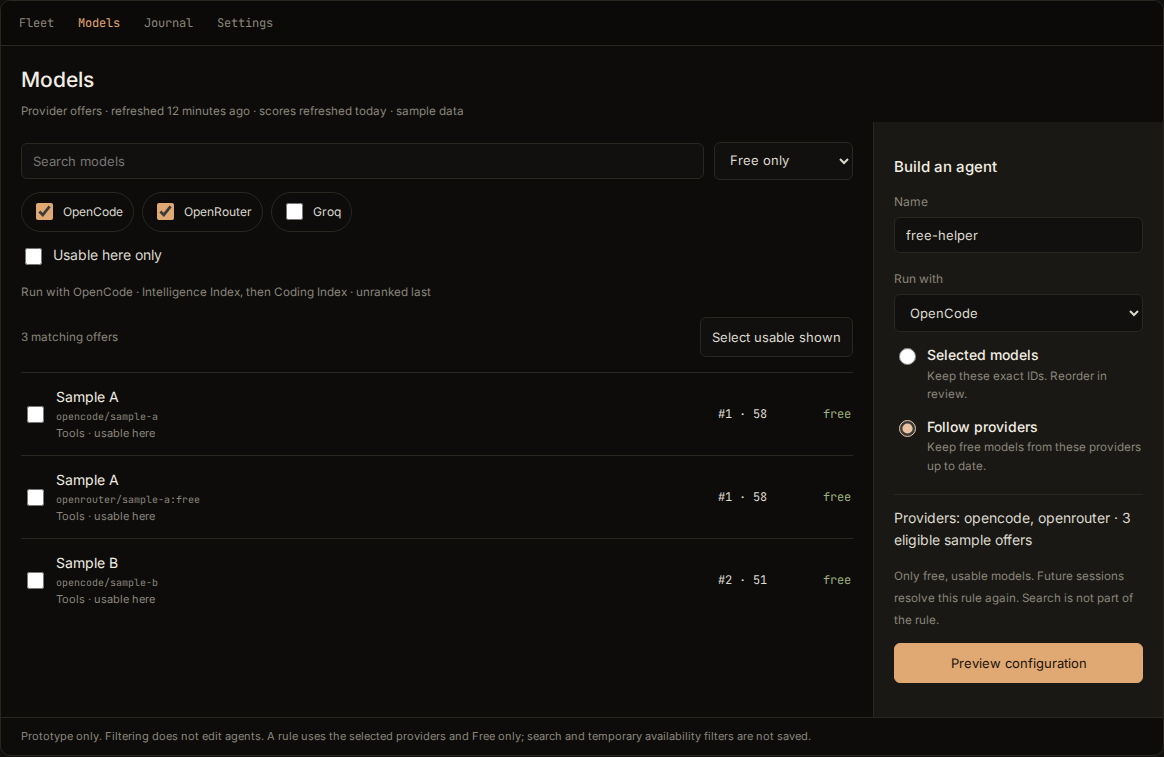 Fleet Models Journal Settings
Models
Provider offers · refreshed 12 minutes ago · scores refreshed today · sample data
Search models
Free only
OpenCode
OpenRouter
Groq
Usable here only
Run with OpenCode · Intelligence Index, then Coding Index · unranked last
3 matching offers
Select usable shown
Sample A
opencode/sample-a
Tools · usable here
#1 · 58
free
Sample A
openrouter/sample-a:free
Tools · usable here
#1 · 58
free
Sample B
opencode/sample-b
Tools · usable here
#2 · 51
free
Build an agent
Name
free-helper
Run with
OpenCode
Selected models
Keep these exact IDs. Reorder in
review.
Follow providers
Keep free models from these providers
up to date.
Providers: opencode, openrouter · 3
eligible sample offers
Only free, usable models. Future sessions
resolve this rule again. Search is not part of
the rule.
Preview configuration
Prototype only. Filtering does not edit agents. A rule uses the selected providers and Free only; search and temporary availability filters are not saved.